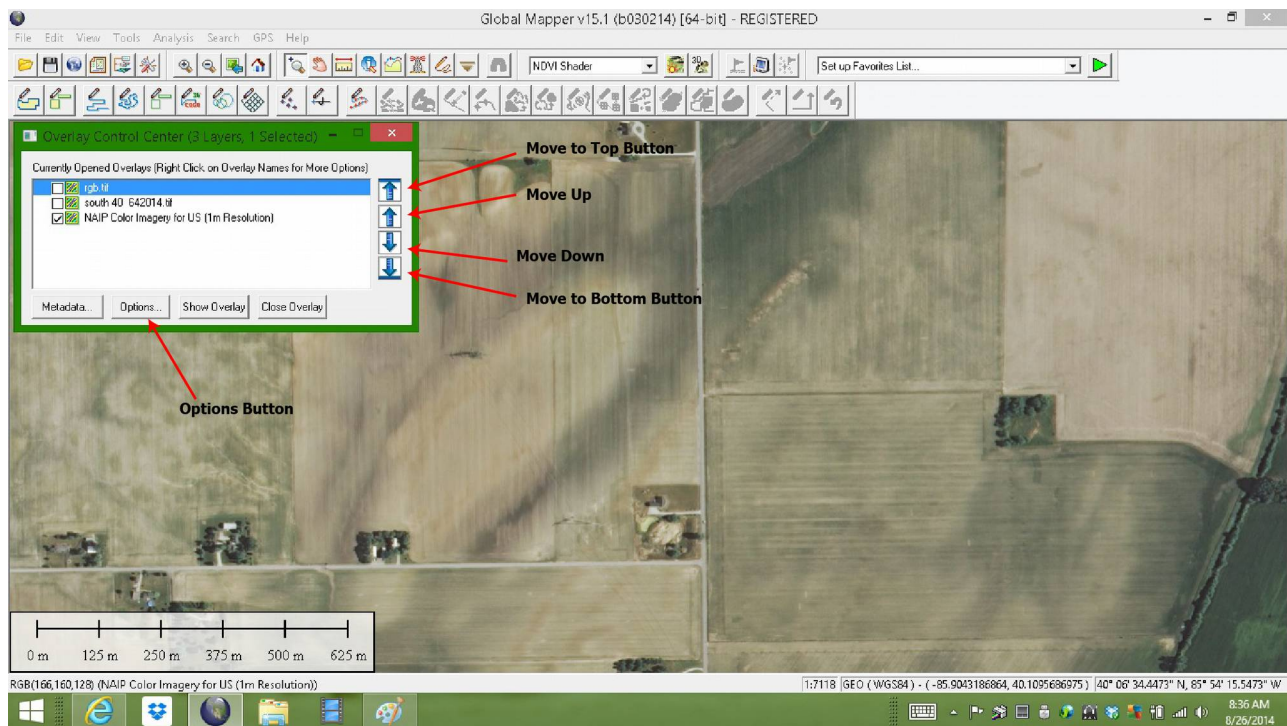 Global Mapper v15.1 (b030214) [64-bit] - REGISTERED
File Edit View Tools Analysis Search GPS Help
NDVI Shader
Set up Favorites List...
Overlay Control Center (3 Layers, 1 Selected)
Currently Opened Overlays (Right Click on Overlay Names for More Options)
rgb.tif
south 40_642014.tif
NAIP Color Imagery for US (1m Resolution)
Metadata... Options... Show Overlay Close Overlay
Move to Top Button
Move Up
Move Down
Move to Bottom Button
Options Button
0 m 125 m 250 m 375 m 500 m 625 m
RGB(166,160,128) (NAIP Color Imagery for US (1m Resolution))
1:7118 GEO ( WGS84 ) - ( -85.9043186864, 40.1095686975 ) 40° 06' 34.4473" N, 85° 54' 15.5473" W
8:36 AM
8/26/2014